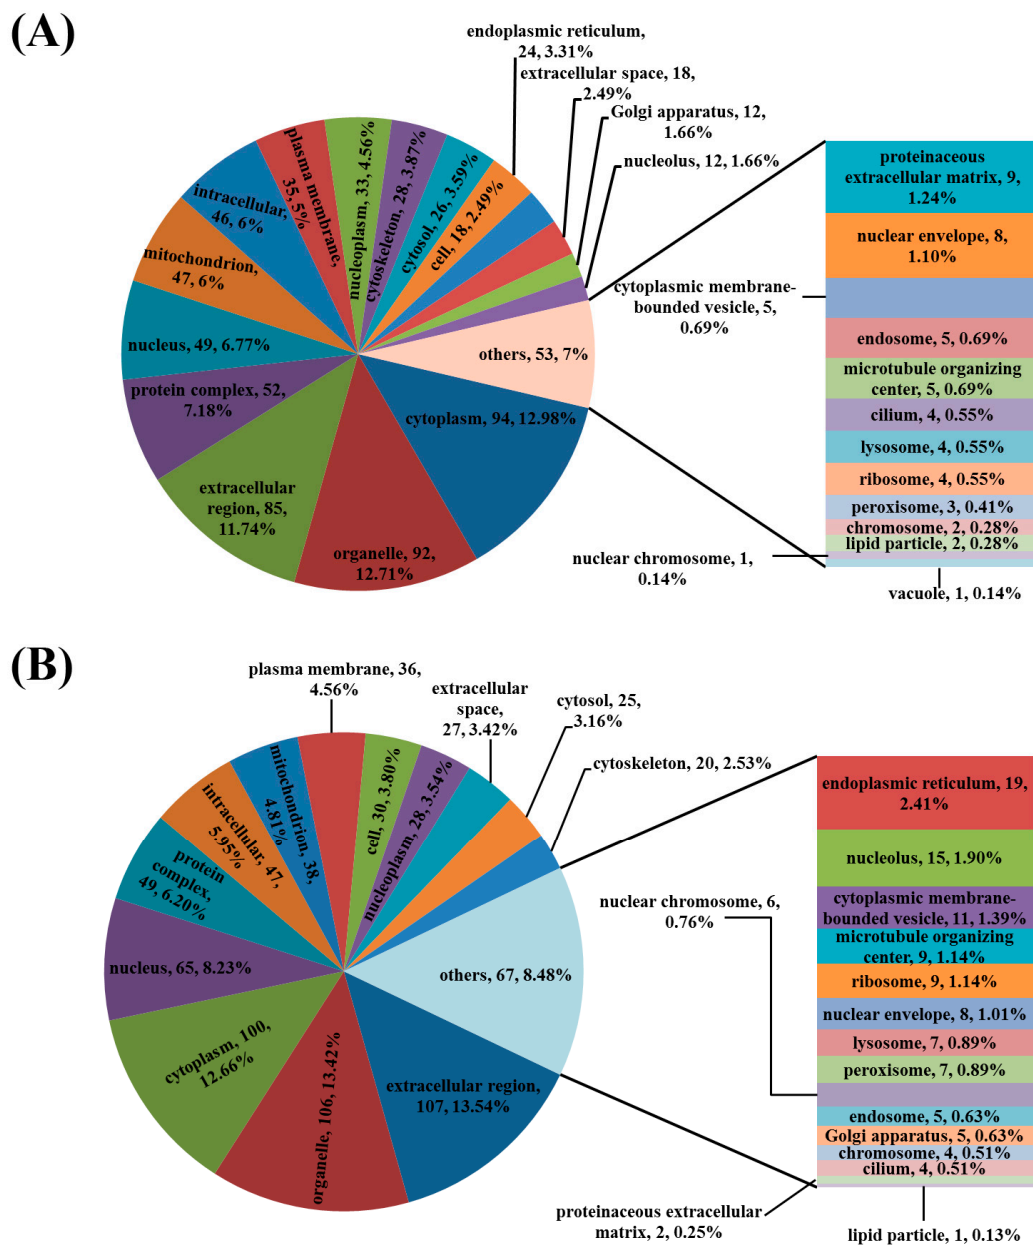 (A)
endoplasmic reticulum,
24, 3.31%
extracellular space, 18,
2.49%
Golgi apparatus, 12,
1.66%
nucleolus, 12, 1.66%
plasma membrane,
35, 5%
nucleoplasm, 33, 4.56%
cytoskeleton, 28, 3.87%
cytosol, 26, 3.59%
cell, 18, 2.49%
intracellular,
46, 6%
mitochondrion,
47, 6%
nucleus, 49, 6.77%
protein complex, 52,
7.18%
extracellular
region, 85,
11.74%
organelle, 92,
12.71%
cytoplasm, 94, 12.98%
others, 53, 7%
proteinaceous
extracellular matrix, 9,
1.24%
nuclear envelope, 8,
1.10%
cytoplasmic membrane-
bounded vesicle, 5,
0.69%
endosome, 5, 0.69%
microtubule organizing
center, 5, 0.69%
cilium, 4, 0.55%
lysosome, 4, 0.55%
ribosome, 4, 0.55%
peroxisome, 3, 0.41%
chromosome, 2, 0.28%
lipid particle, 2, 0.28%
nuclear chromosome, 1,
0.14%
vacuole, 1, 0.14%
(B)
plasma membrane, 36,
4.56%
extracellular
space,
27, 3.42%
cytosol, 25,
3.16%
cytoskeleton, 20, 2.53%
cell, 30, 3.80%
nucleoplasm, 28, 3.54%
mitochondrion, 38,
4.81%
intracellular, 47,
5.95%
protein
complex,
49, 6.20%
nucleus, 65, 8.23%
cytoplasm, 100,
12.66%
organelle, 106, 13.42%
extracellular region,
107, 13.54%
others, 67, 8.48%
endoplasmic reticulum, 19,
2.41%
nucleolus, 15, 1.90%
cytoplasmic membrane-
bounded vesicle, 11, 1.39%
microtubule organizing
center, 9, 1.14%
ribosome, 9, 1.14%
nuclear envelope, 8, 1.01%
lysosome, 7, 0.89%
peroxisome, 7, 0.89%
nuclear chromosome, 6,
0.76%
endosome, 5, 0.63%
Golgi apparatus, 5, 0.63%
chromosome, 4, 0.51%
cilium, 4, 0.51%
proteinaceous extracellular
matrix, 2, 0.25%
lipid particle, 1, 0.13%